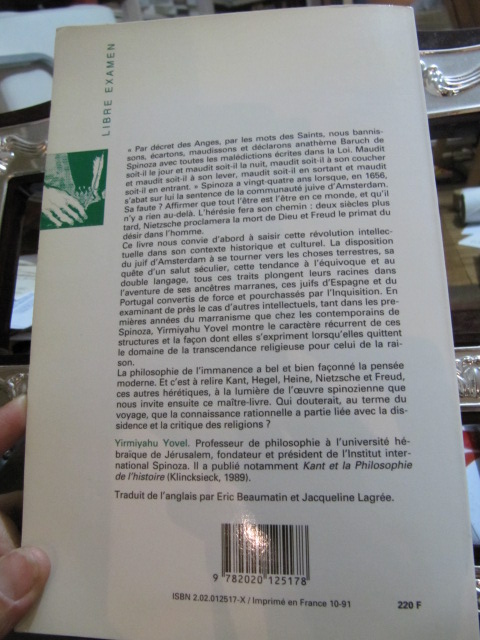 LIBRE EXAMEN
« Par décret des Anges, par les mots des Saints, nous bannis-
sons, écartons, maudissons et déclarons anathème Baruch de
Spinoza avec toutes les malédictions écrites dans la Loi. Maudit
soit-il le jour et maudit soit-il la nuit, maudit soit-il à son coucher
et maudit soit-il à son lever, maudit soit-il en sortant et maudit
soit-il en entrant. » Spinoza a vingt-quatre ans lorsque, en 1656,
s'abat sur lui la sentence de la communauté juive d'Amsterdam.
Sa faute ? Affirmer que tout l'être est l'être en ce monde, et qu'il
n'y a rien au-delà. L'hérésie fera son chemin : deux siècles plus
tard, Nietzsche proclamera la mort de Dieu et Freud le primat du
désir dans l'homme.
Ce livre nous convie d'abord à saisir cette révolution intellec-
tuelle dans son contexte historique et culturel. La disposition
du juif d'Amsterdam à se tourner vers les choses terrestres, sa
quête d'un salut séculier, cette tendance à l'équivoque et au
double langage, tous ces traits plongent leurs racines dans
l'aventure de ses ancêtres marranes, ces juifs d'Espagne et du
Portugal convertis de force et pourchassés par l'Inquisition. En
examinant de près le cas d'autres intellectuels, tant dans les pre-
mières années du marranisme que chez les contemporains de
Spinoza, Yirmiyahu Yovel montre le caractère récurrent de ces
structures et la façon dont elles s'expriment lorsqu'elles quittent
le domaine de la transcendance religieuse pour celui de la rai-
son.
La philosophie de l'immanence a bel et bien façonné la pensée
moderne. Et c'est à relire Kant, Hegel, Heine, Nietzsche et Freud,
ces autres hérétiques, à la lumière de l'œuvre spinozienne que
nous invite ensuite ce maître-livre. Qui douterait, au terme du
voyage, que la connaissance rationnelle a partie liée avec la dis-
sidence et la critique des religions ?
Yirmiyahu Yovel. Professeur de philosophie à l'université hé-
braïque de Jérusalem, fondateur et président de l'Institut inter-
national Spinoza. Il a publié notamment Kant et la Philosophie
de l'histoire (Klincksieck, 1989).
Traduit de l'anglais par Eric Beaumatin et Jacqueline Lagrée.
9 782020 125178
ISBN 2.02.012517-X / Imprimé en France 10-91
220 F